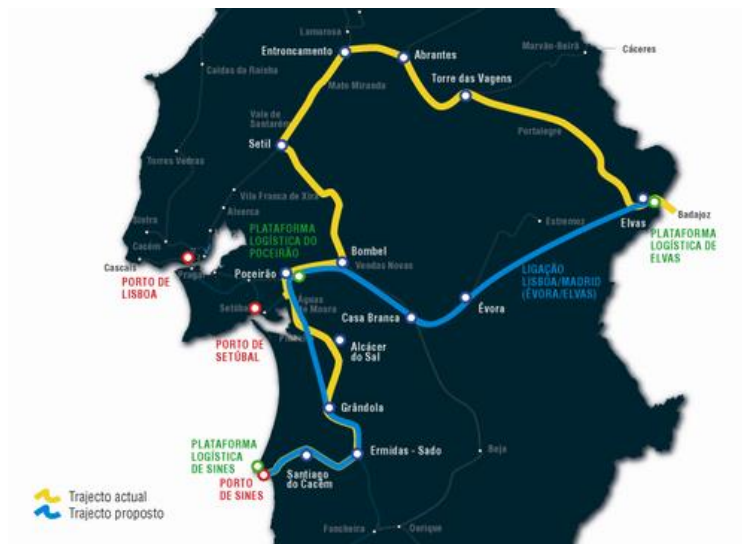 Lamarosa
Entroncamento
Abrantes
Marvão-Beirã
Cáceres
Caldas da Rainha
Mato Miranda
Torre das Vagens
Vale de
Santarém
Setil
Portalegre
Torres Vedras
Vila Franca de Xira
Alverca
Sintra
Cacém
Cascais
PORTO DE
LISBOA
Pragal
PLATAFORMA
LOGÍSTICA DO
POCEIRÃO
Poceirão
Bombel
Vendas Novas
Estremoz
Elvas
Badajoz
PLATAFORMA
LOGÍSTICA DE
ELVAS
LIGAÇÃO
LISBOA/MADRID
(ÉVORA/ELVAS)
Évora
Casa Branca
Setúbal
Águas
de Moura
PORTO DE
SETÚBAL
Alcácer
do Sal
Grândola
Ermidas - Sado
Beja
PLATAFORMA
LOGÍSTICA
DE SINES
PORTO
DE SINES
Santiago
do Cacém
Funcheira
Ourique
Trajecto actual
Trajecto proposto